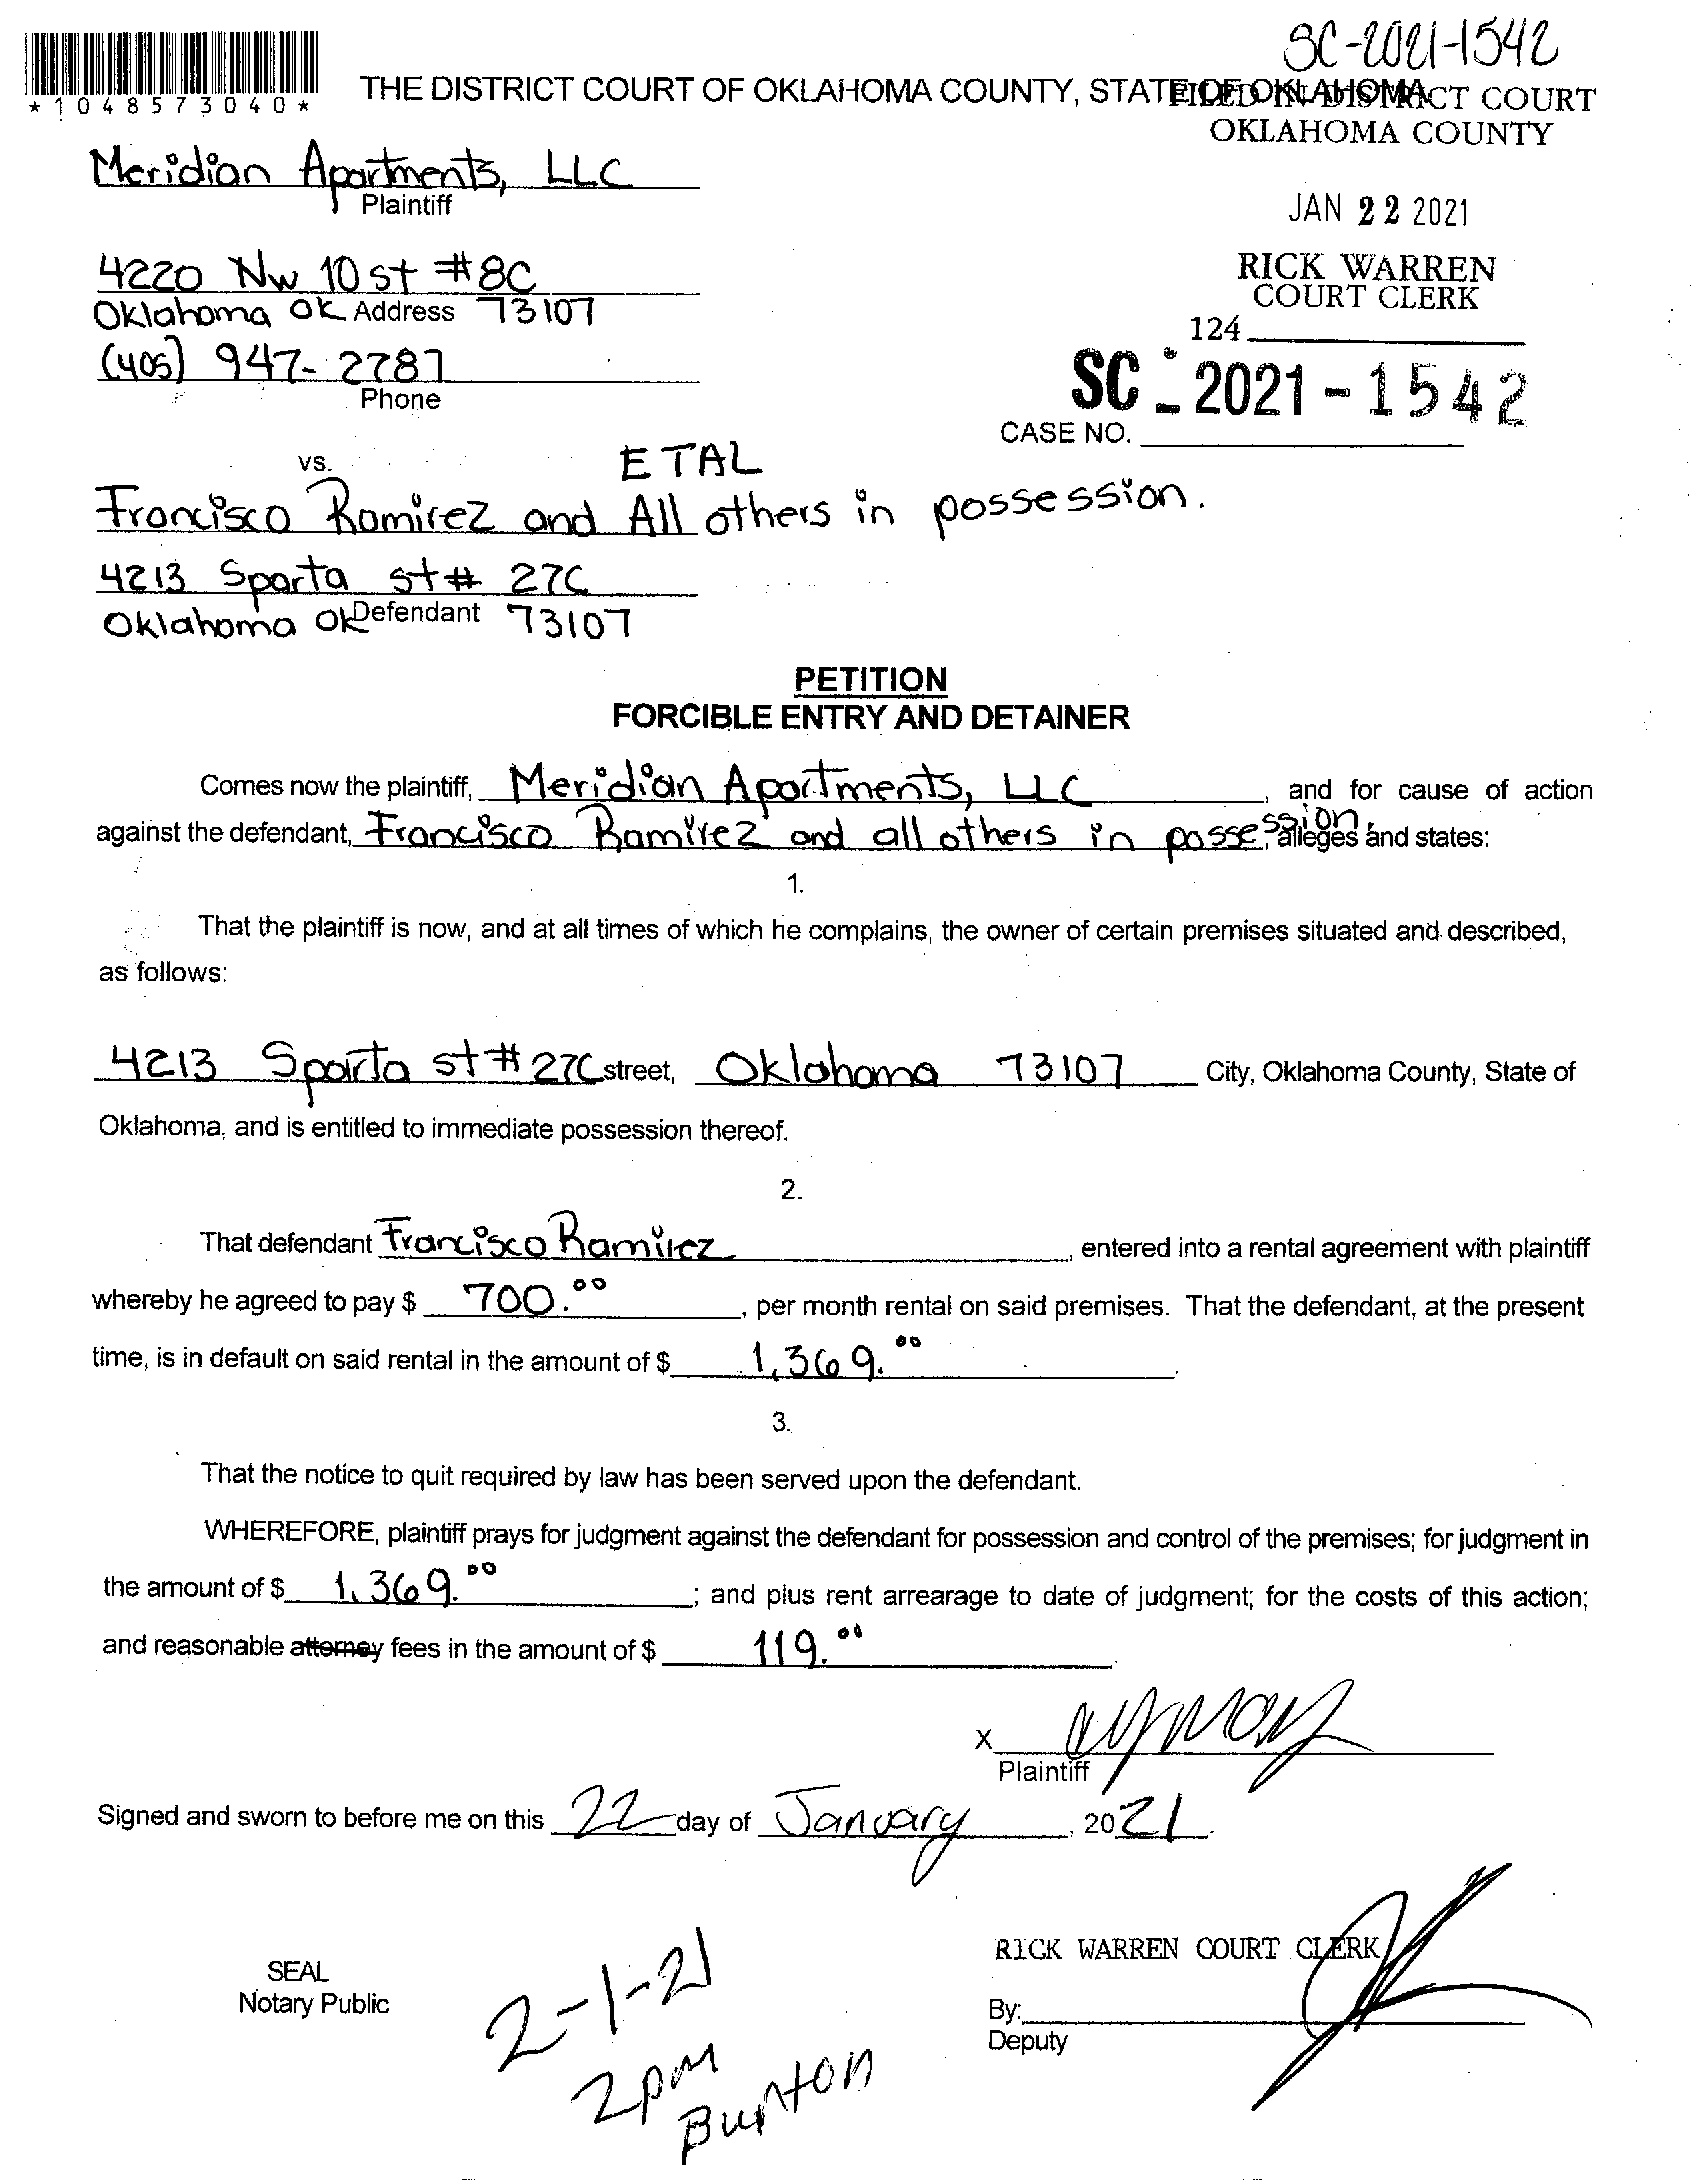 SC-2021-1542
*1048573040*
THE DISTRICT COURT OF OKLAHOMA COUNTY, STATE OF OKLAHOMA
FILED IN DISTRICT COURT
OKLAHOMA COUNTY
Meridian Apartments, LLC
Plaintiff
JAN 22 2021
4220 NW 10 st #8C
RICK WARREN
COURT CLERK
Oklahoma OK Address 73107
124
(405) 947-2787
Phone
SC-2021-1542
CASE NO.
vs.
ETAL
Francisco Ramirez and All others in possession.
4213 Sparta st # 27C
Oklahoma OK Defendant 73107
PETITION
FORCIBLE ENTRY AND DETAINER
Comes now the plaintiff, Meridian Apartments, LLC, and for cause of action
against the defendant, Francisco Ramirez and all others in possession, alleges and states:
1.
That the plaintiff is now, and at all times of which he complains, the owner of certain premises situated and described,
as follows:
4213 Sparta st # 27C street, Oklahoma 73107 City, Oklahoma County, State of
Oklahoma, and is entitled to immediate possession thereof.
2.
That defendant Francisco Ramirez, entered into a rental agreement with plaintiff
whereby he agreed to pay $ 700.00, per month rental on said premises. That the defendant, at the present
time, is in default on said rental in the amount of $ 1,369.00.
3.
That the notice to quit required by law has been served upon the defendant.
WHEREFORE, plaintiff prays for judgment against the defendant for possession and control of the premises; for judgment in
the amount of $ 1,369.00; and plus rent arrearage to date of judgment; for the costs of this action;
and reasonable attorney fees in the amount of $ 119.00.
X
Plaintiff
Signed and sworn to before me on this 22 day of January, 2021.
RICK WARREN COURT CLERK
SEAL
Notary Public
By:
Deputy
2-1-21
2pm
Burton